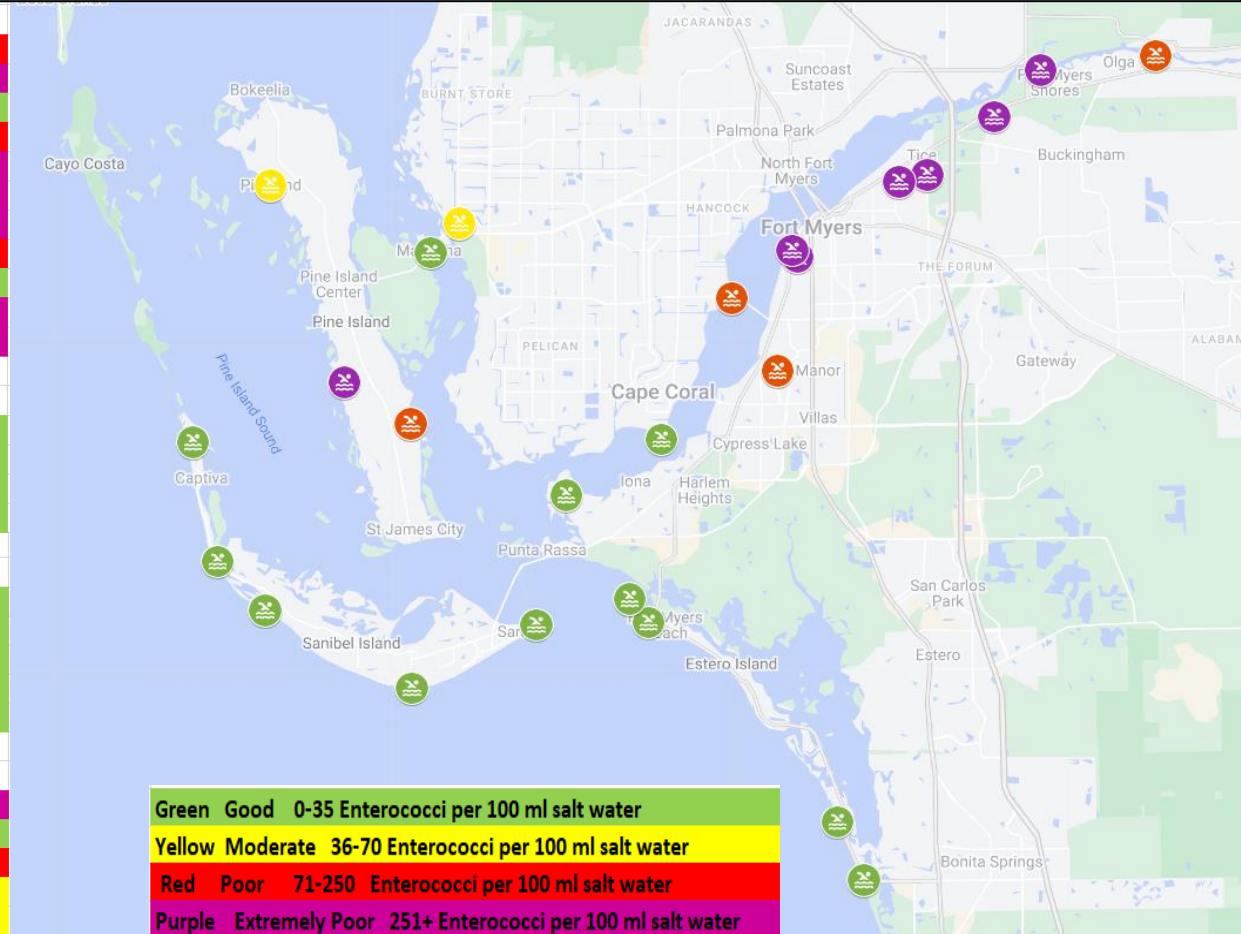 JACARANDAS
Suncoast
Estates
Olga
Bokeelia
BURNT STORE
Shores
Palmona Park
Cayo Costa
North Fort
Myers
Tice
Buckingham
HANCOCK
Fort Myers
Pine Island
Center
THE FORUM
Pine Island
PELICAN
Manor
Gateway
ALABAM
Pine Island Sound
Cape Coral
Villas
Cypress Lake
Captiva
Iona
Harlem
Heights
St James City
Punta Rassa
San Carlos
Park
Sanibel Island
Estero
Estero Island
Bonita Springs
Green Good 0-35 Enterococci per 100 ml salt water
Yellow Moderate 36-70 Enterococci per 100 ml salt water
Red Poor 71-250 Enterococci per 100 ml salt water
Purple Extremely Poor 251+ Enterococci per 100 ml salt water